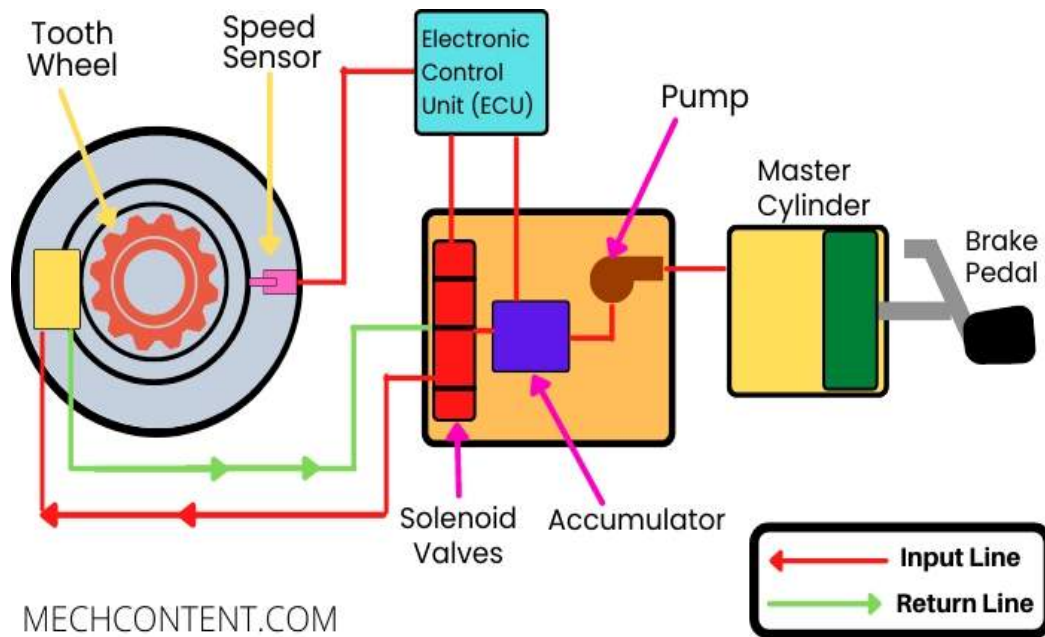 Tooth
Wheel
Speed
Sensor
Electronic
Control
Unit (ECU)
Pump
Master
Cylinder
Brake
Pedal
Solenoid
Valves
Accumulator
Input Line
Return Line
MECHCONTENT.COM